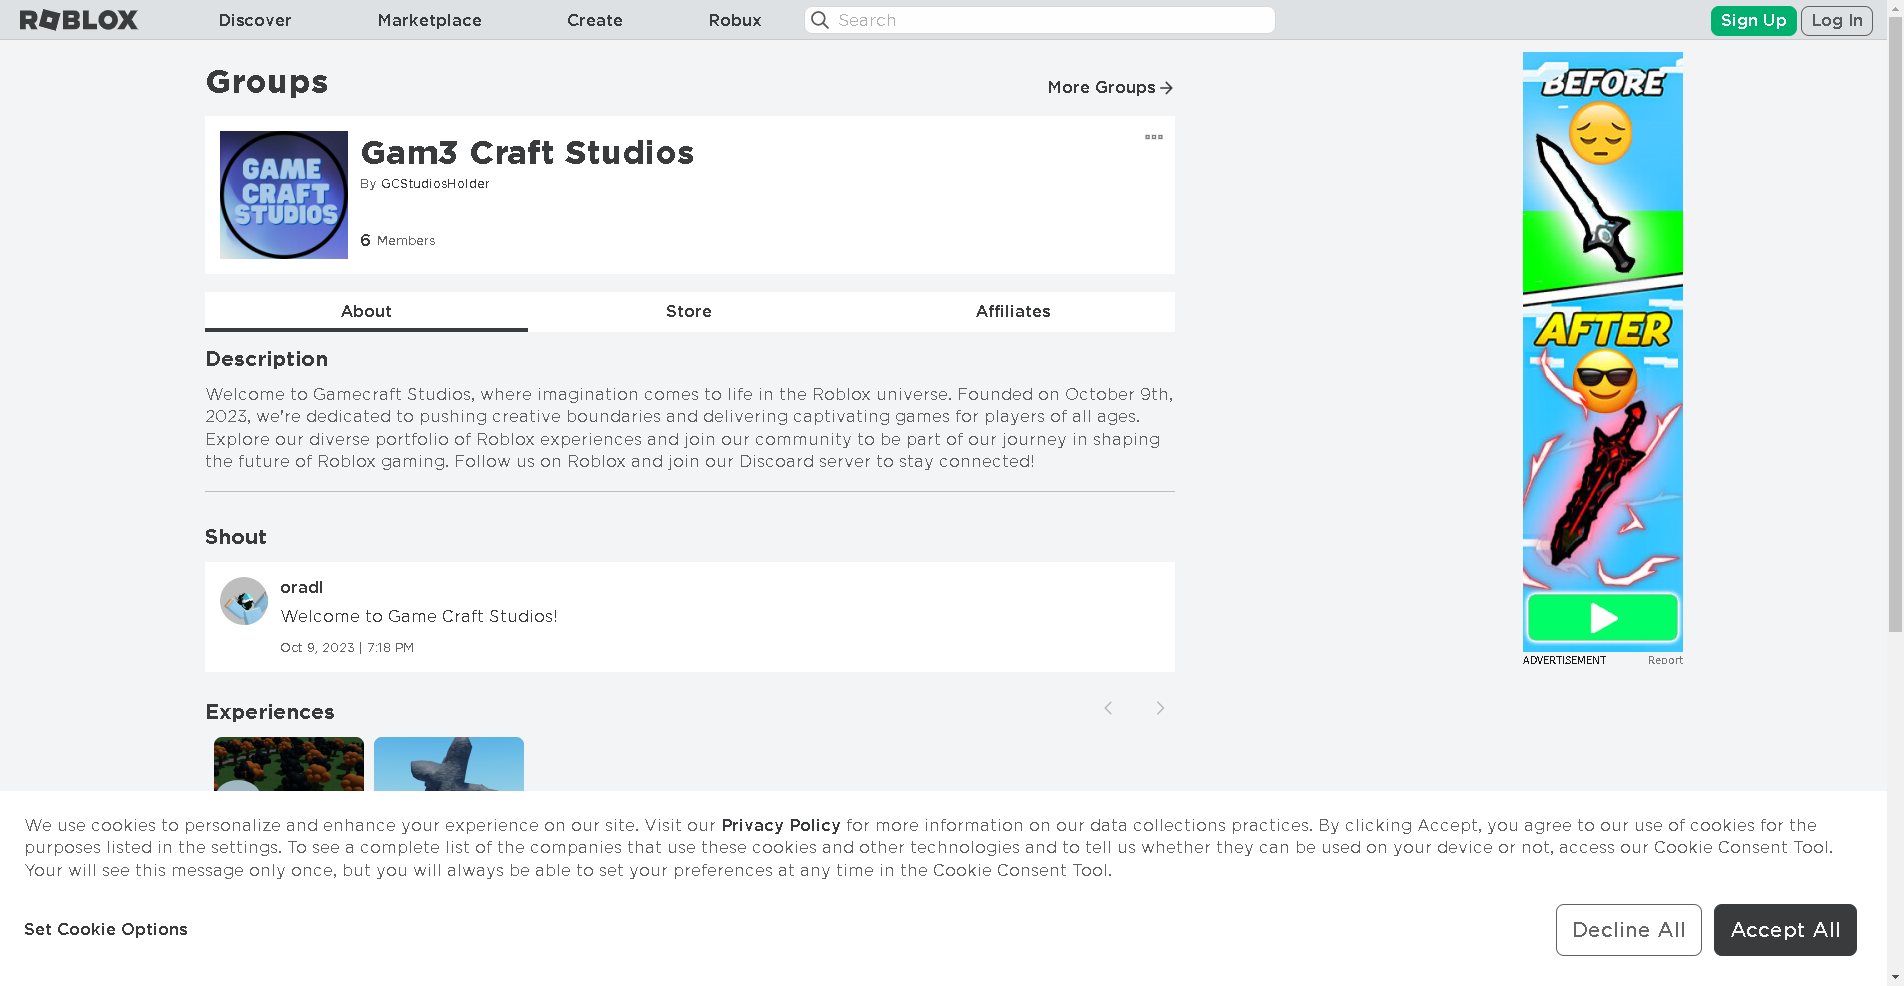 ROBLOX
Discover
Marketplace
Create
Robux
Search
Sign Up
Log In
Groups
More Groups
GAME
CRAFT
STUDIOS
Gam3 Craft Studios
By GCStudiosHolder
6 Members
About
Store
Affiliates
Description
Welcome to Gamecraft Studios, where imagination comes to life in the Roblox universe. Founded on October 9th,
2023, we're dedicated to pushing creative boundaries and delivering captivating games for players of all ages.
Explore our diverse portfolio of Roblox experiences and join our community to be part of our journey in shaping
the future of Roblox gaming. Follow us on Roblox and join our Discoard server to stay connected!
Shout
oradl
Welcome to Game Craft Studios!
Oct 9, 2023 | 7:18 PM
Experiences
BEFORE
AFTER
ADVERTISEMENT
Report
We use cookies to personalize and enhance your experience on our site. Visit our Privacy Policy for more information on our data collections practices. By clicking Accept, you agree to our use of cookies for the
purposes listed in the settings. To see a complete list of the companies that use these cookies and other technologies and to tell us whether they can be used on your device or not, access our Cookie Consent Tool.
Your will see this message only once, but you will always be able to set your preferences at any time in the Cookie Consent Tool.
Set Cookie Options
Decline All
Accept All